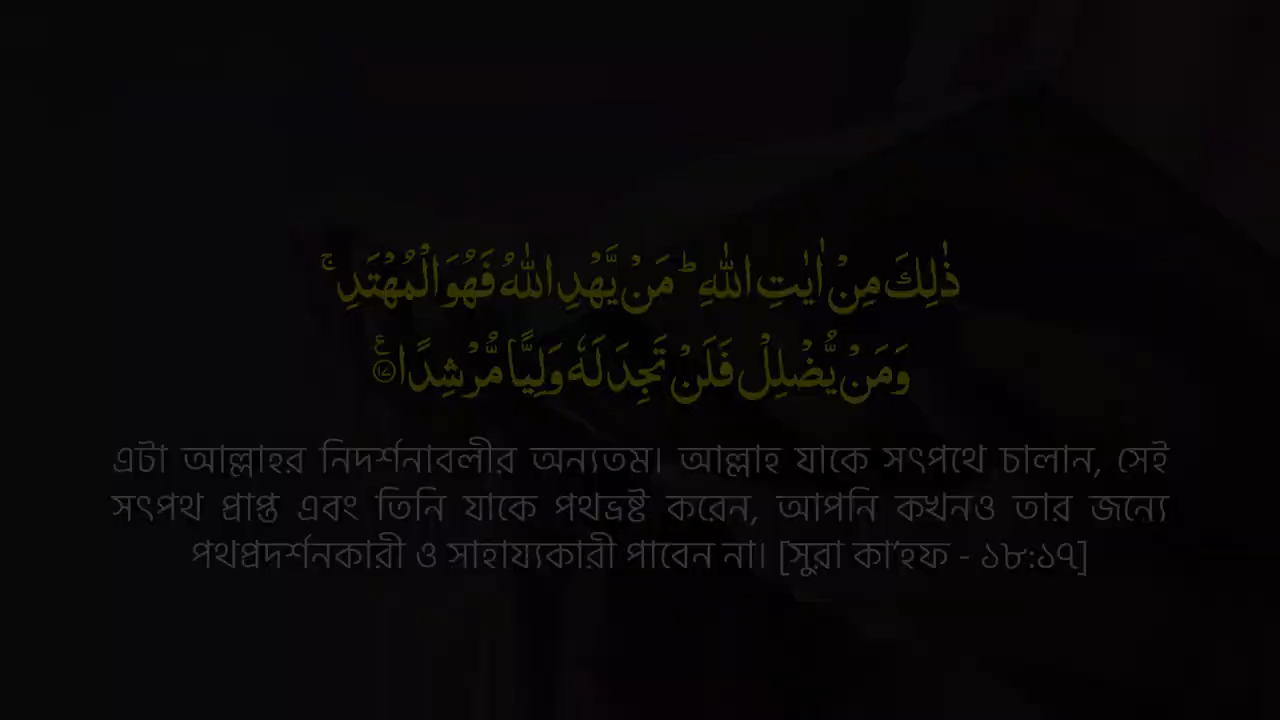 ذٰلِكَ مِنْ اٰيٰتِ اللّٰهِ ؕ مَنْ يَّهْدِ اللّٰهُ فَهُوَ الْمُهْتَدِ ۚ
وَمَنْ يُّضْلِلْ فَلَنْ تَجِدَ لَهٗ وَلِيًّا مُّرْشِدًا ۧ ۝۱۷
এটা আল্লাহর নিদর্শনাবলীর অন্যতম। আল্লাহ যাকে সৎপথে চালান, সেই
সৎপথ প্রাপ্ত এবং তিনি যাকে পথভ্রষ্ট করেন, আপনি কখনও তার জন্যে
পথপ্রদর্শনকারী ও সাহায্যকারী পাবেন না। [সুরা কা’হফ - ১৮:১৭]